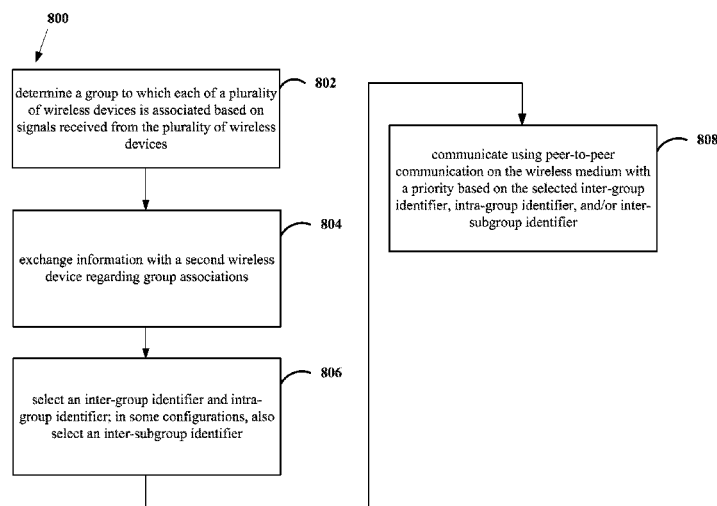 800
802
determine a group to which each of a plurality
of wireless devices is associated based on
signals received from the plurality of wireless
devices
804
exchange information with a second wireless
device regarding group associations
806
select an inter-group identifier and intra-
group identifier; in some configurations, also
select an inter-subgroup identifier
808
communicate using peer-to-peer
communication on the wireless medium with
a priority based on the selected inter-group
identifier, intra-group identifier, and/or inter-
subgroup identifier